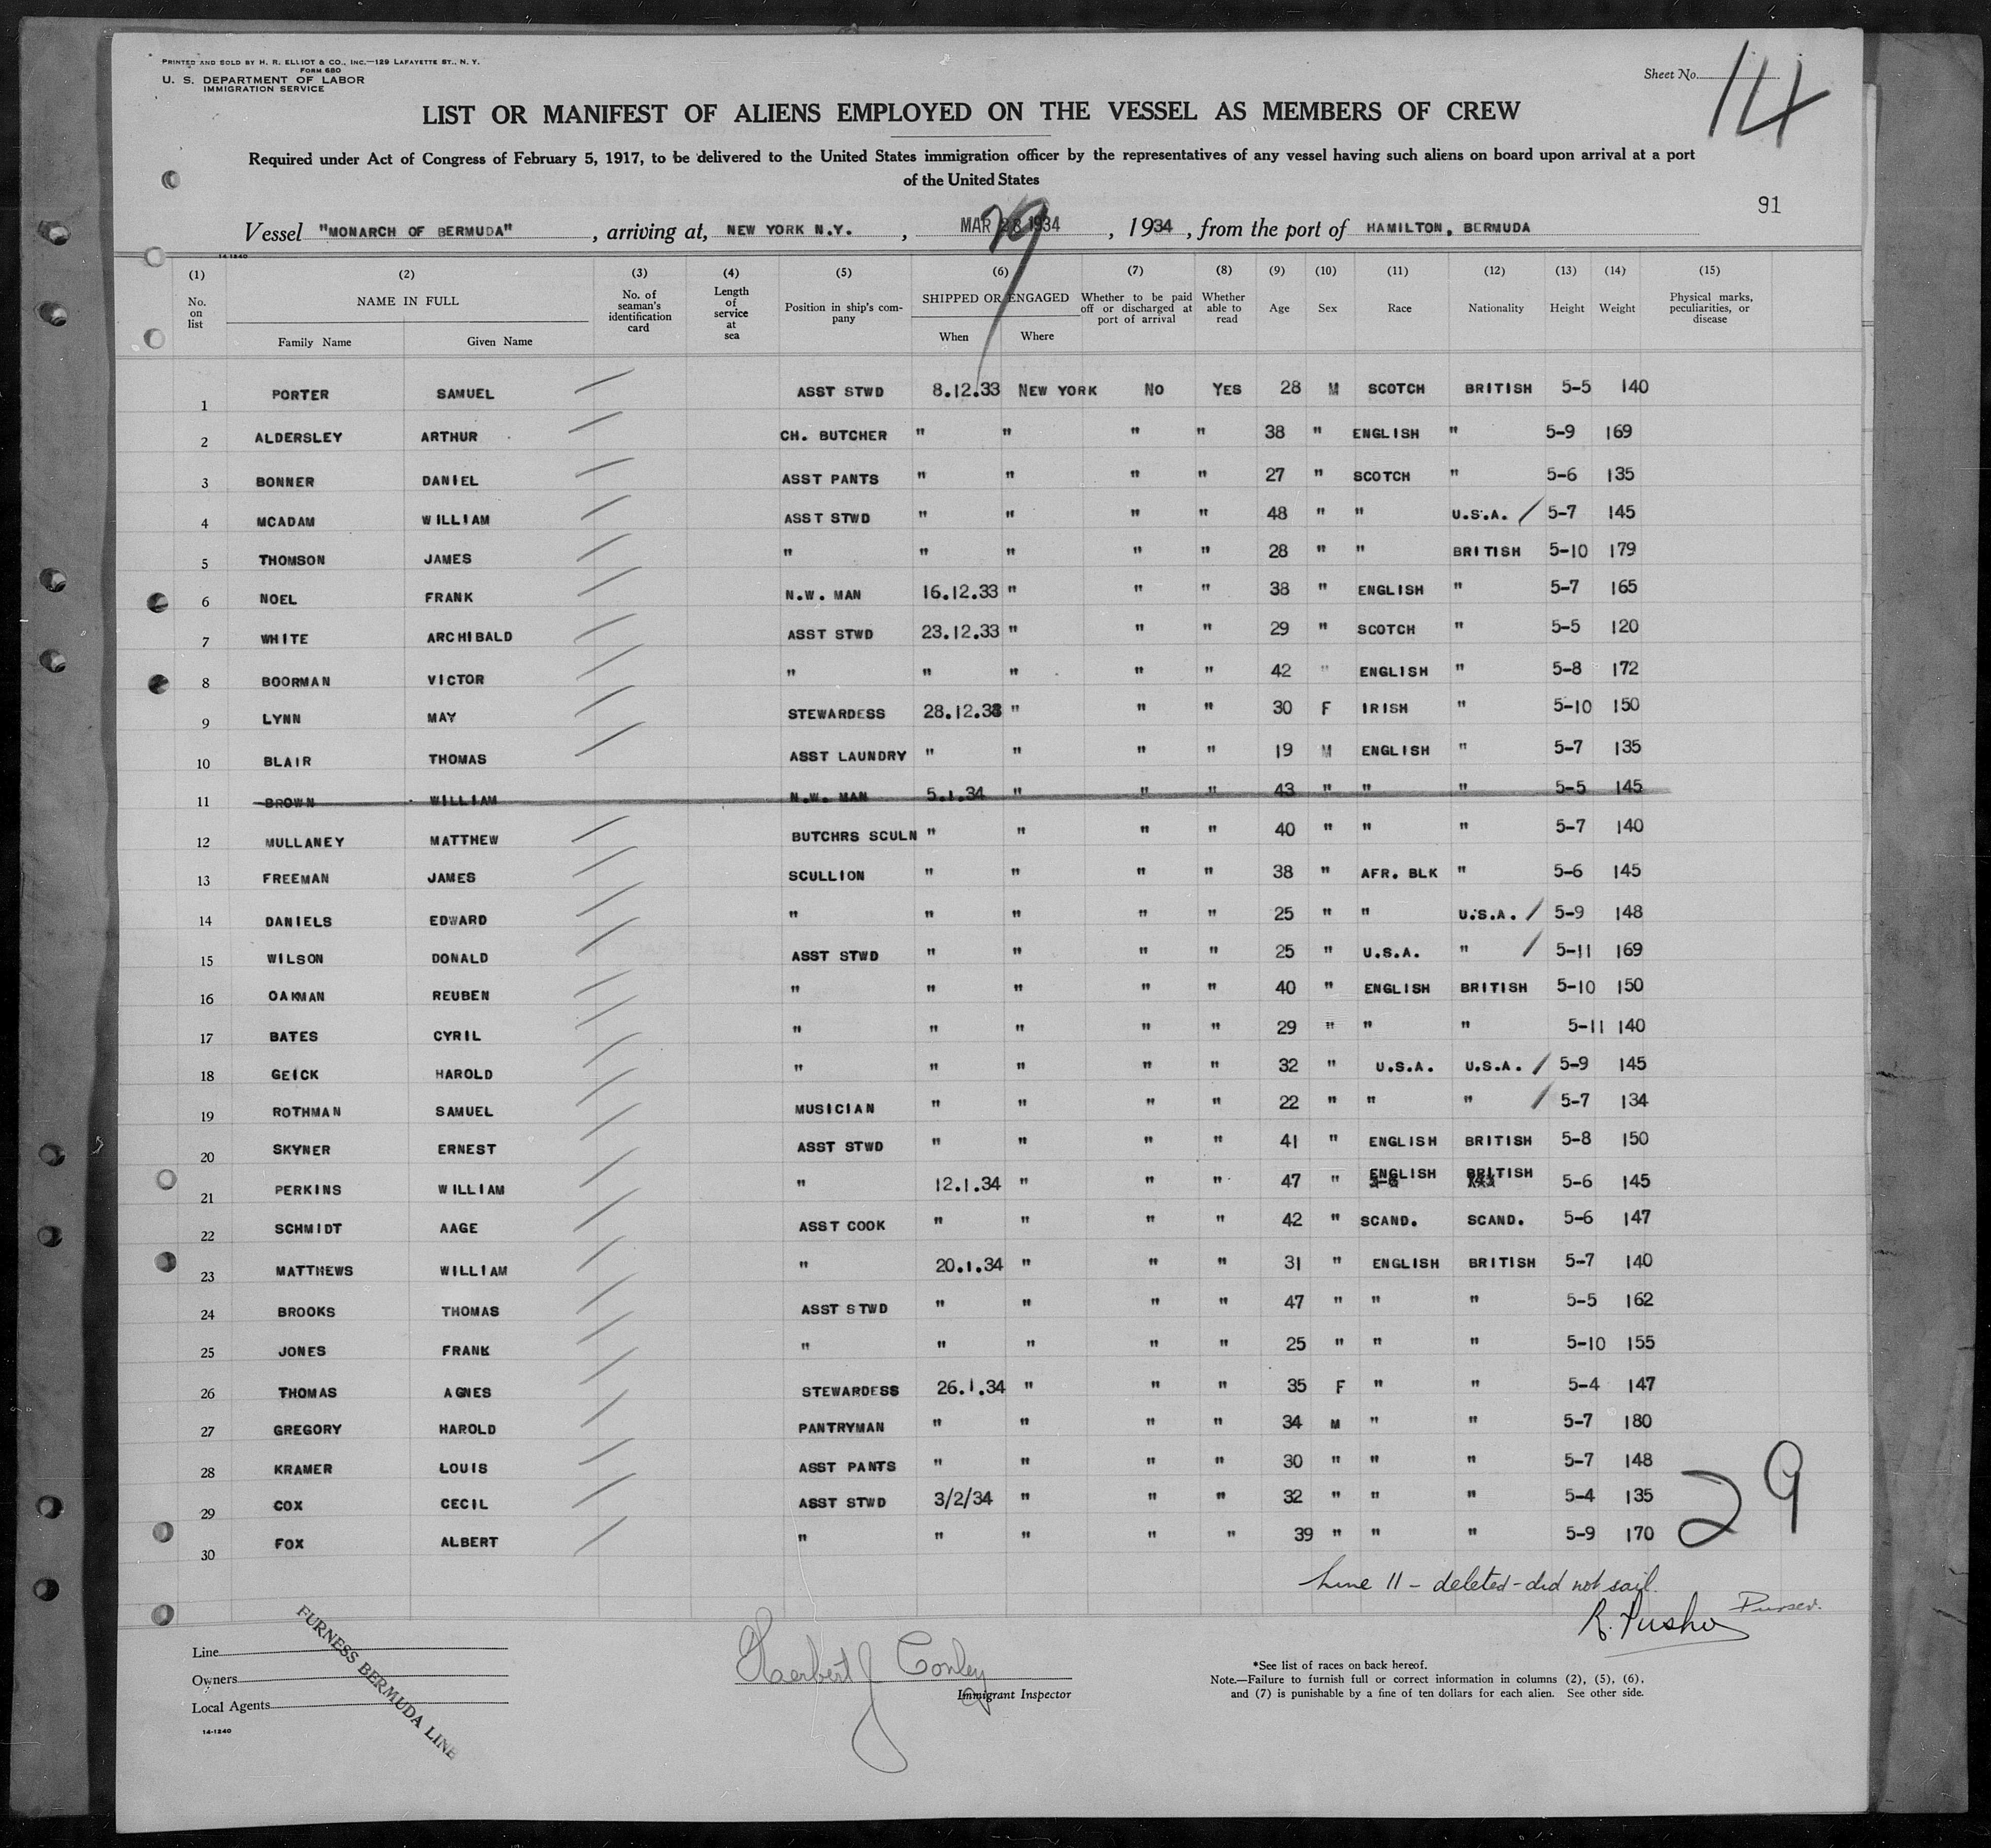 PRINTED AND SOLD BY H. R. ELLIOT & CO., INC.—129 LAFAYETTE ST., N. Y.
FORM 680
U. S. DEPARTMENT OF LABOR
IMMIGRATION SERVICE
Sheet No. 14
LIST OR MANIFEST OF ALIENS EMPLOYED ON THE VESSEL AS MEMBERS OF CREW
Required under Act of Congress of February 5, 1917, to be delivered to the United States immigration officer by the representatives of any vessel having such aliens on board upon arrival at a port
of the United States
91
Vessel "MONARCH OF BERMUDA", arriving at, NEW YORK N.Y., MAR 28 1934 29, 1934, from the port of HAMILTON, BERMUDA
14-1240
(1) (2) (3) (4) (5) (6) (7) (8) (9) (10) (11) (12) (13) (14) (15)
No. on list NAME IN FULL Family Name Given Name No. of seaman's identification card Length of service at sea Position in ship's company SHIPPED OR ENGAGED When Where Whether to be paid off or discharged at port of arrival Whether able to read Age Sex Race Nationality Height Weight Physical marks, peculiarities, or disease
1 PORTER SAMUEL ASST STWD 8.12.33 NEW YORK NO YES 28 M SCOTCH BRITISH 5-5 140
2 ALDERSLEY ARTHUR CH. BUTCHER " " " " 38 " ENGLISH " 5-9 169
3 BONNER DANIEL ASST PANTS " " " " 27 " SCOTCH " 5-6 135
4 MCADAM WILLIAM ASST STWD " " " " 48 " " U.S.A. / 5-7 145
5 THOMSON JAMES " " " " " 28 " " BRITISH 5-10 179
6 NOEL FRANK N.W. MAN 16.12.33 " " " 38 " ENGLISH " 5-7 165
7 WHITE ARCHIBALD ASST STWD 23.12.33 " " " 29 " SCOTCH " 5-5 120
8 BOORMAN VICTOR " " " " " 42 " ENGLISH " 5-8 172
9 LYNN MAY STEWARDESS 28.12.33 " " " 30 F IRISH " 5-10 150
10 BLAIR THOMAS ASST LAUNDRY " " " " 19 M ENGLISH " 5-7 135
11 BROWN WILLIAM N.W. MAN 5.1.34 " " " 43 " " " 5-5 145
12 MULLANEY MATTHEW BUTCHRS SCULN " " " " 40 " " " 5-7 140
13 FREEMAN JAMES SCULLION " " " " 38 " AFR. BLK " 5-6 145
14 DANIELS EDWARD " " " " " 25 " " U.S.A. / 5-9 148
15 WILSON DONALD ASST STWD " " " " 25 " U.S.A. " / 5-11 169
16 OAKMAN REUBEN " " " " " 40 " ENGLISH BRITISH 5-10 150
17 BATES CYRIL " " " " " 29 " " " 5-11 140
18 GEICK HAROLD " " " " " 32 " U.S.A. U.S.A. / 5-9 145
19 ROTHMAN SAMUEL MUSICIAN " " " " 22 " " " / 5-7 134
20 SKYNER ERNEST ASST STWD " " " " 41 " ENGLISH BRITISH 5-8 150
21 PERKINS WILLIAM " 12.1.34 " " " 47 " ENGLISH BRITISH 5-6 145
22 SCHMIDT AAGE ASST COOK " " " " 42 " SCAND. SCAND. 5-6 147
23 MATTHEWS WILLIAM " 20.1.34 " " " 31 " ENGLISH BRITISH 5-7 140
24 BROOKS THOMAS ASST STWD " " " " 47 " " " 5-5 162
25 JONES FRANK " " " " " 25 " " " 5-10 155
26 THOMAS AGNES STEWARDESS 26.1.34 " " " 35 F " " 5-4 147
27 GREGORY HAROLD PANTRYMAN " " " " 34 M " " 5-7 180
28 KRAMER LOUIS ASST PANTS " " " " 30 " " " 5-7 148
29 COX CECIL ASST STWD 3/2/34 " " " 32 " " " 5-4 135
30 FOX ALBERT " " " " " 39 " " " 5-9 170
29
Line 11 - deleted - did not sail.
Purser.
Line
Owners
Local Agents
14-1240
FURNESS BERMUDA LINE
Herbert J Conley
Immigrant Inspector
*See list of races on back hereof.
Note.—Failure to furnish full or correct information in columns (2), (5), (6),
and (7) is punishable by a fine of ten dollars for each alien. See other side.